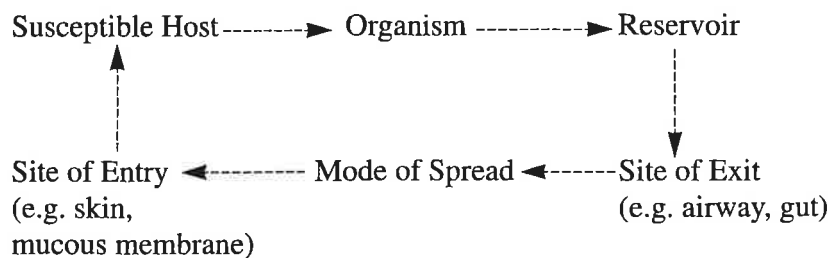 Susceptible Host Organism Reservoir
Site of Entry Mode of Spread Site of Exit
(e.g. skin, (e.g. airway, gut)
mucous membrane)